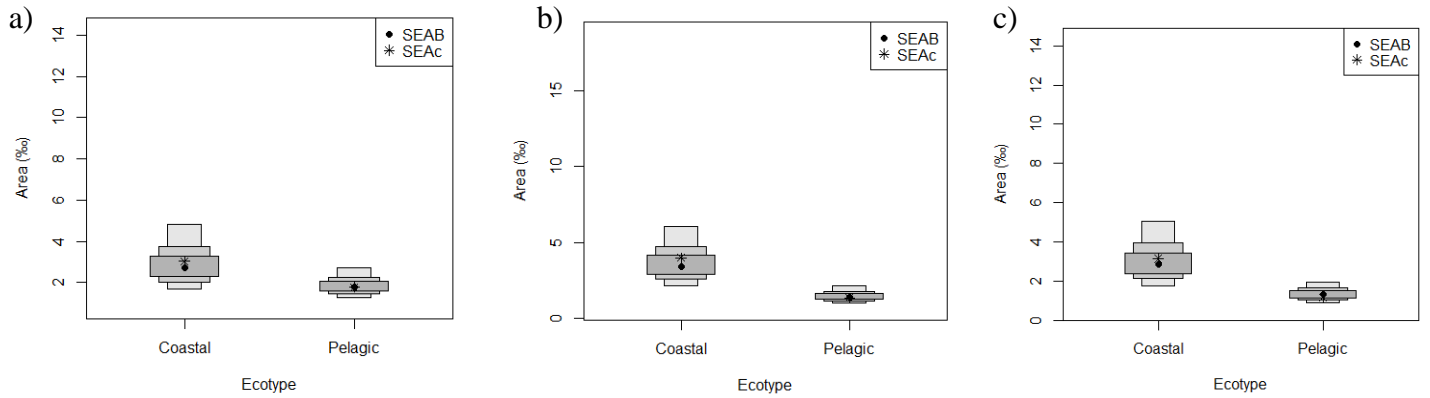 a)
SEAB
SEAc
14
12
10
8
6
4
2
Area (‰)
Coastal
Pelagic
Ecotype
b)
SEAB
SEAc
15
10
5
0
Area (‰)
Coastal
Pelagic
Ecotype
c)
SEAB
SEAc
14
12
10
8
6
4
2
0
Area (‰)
Coastal
Pelagic
Ecotype